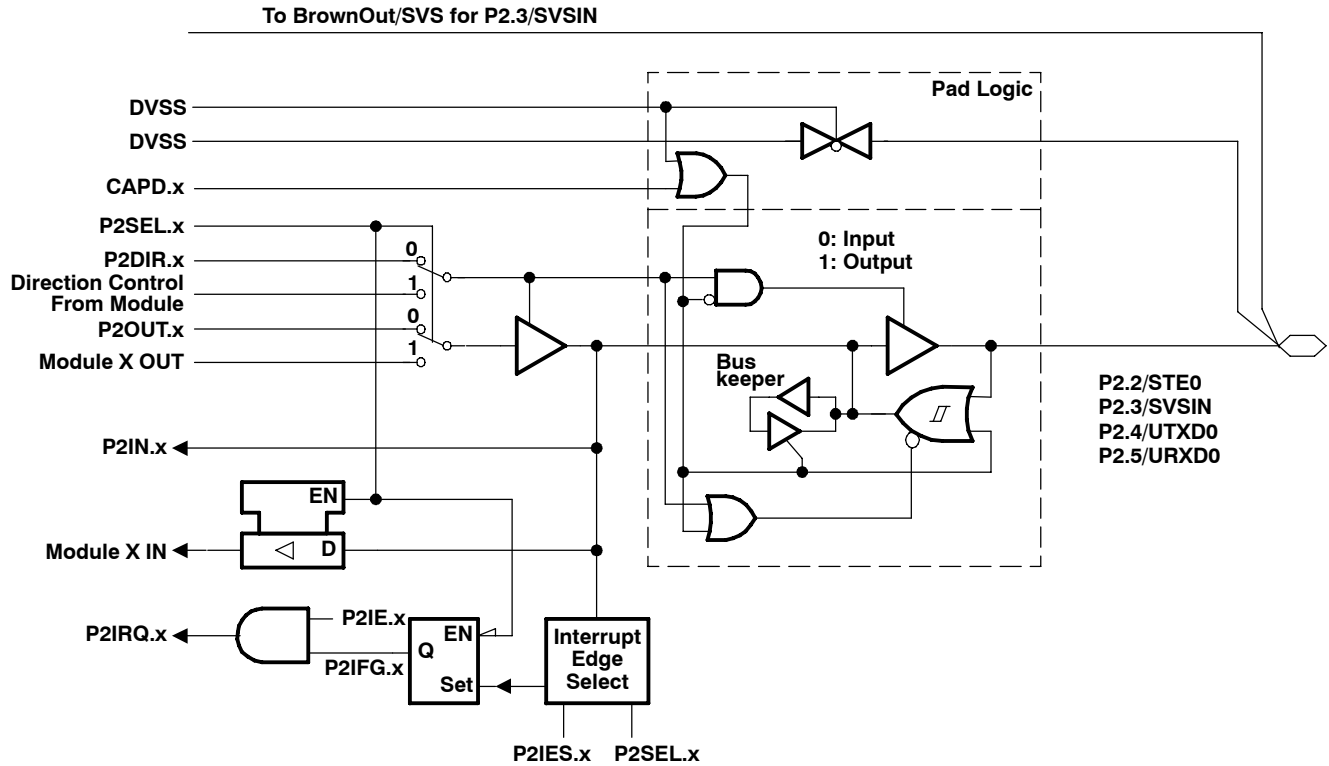 To BrownOut/SVS for P2.3/SVSIN
Pad Logic
DVSS
DVSS
CAPD.x
P2SEL.x
0: Input
1: Output
P2DIR.x
0
Direction Control
From Module
1
P2OUT.x
0
Module X OUT
1
Bus
keeper
P2.2/STE0
P2.3/SVSIN
P2.4/UTXD0
P2.5/URXD0
P2IN.x
EN
Module X IN
D
P2IE.x
P2IRQ.x
P2IFG.x
EN
Q
Set
Interrupt
Edge
Select
P2IES.x
P2SEL.x